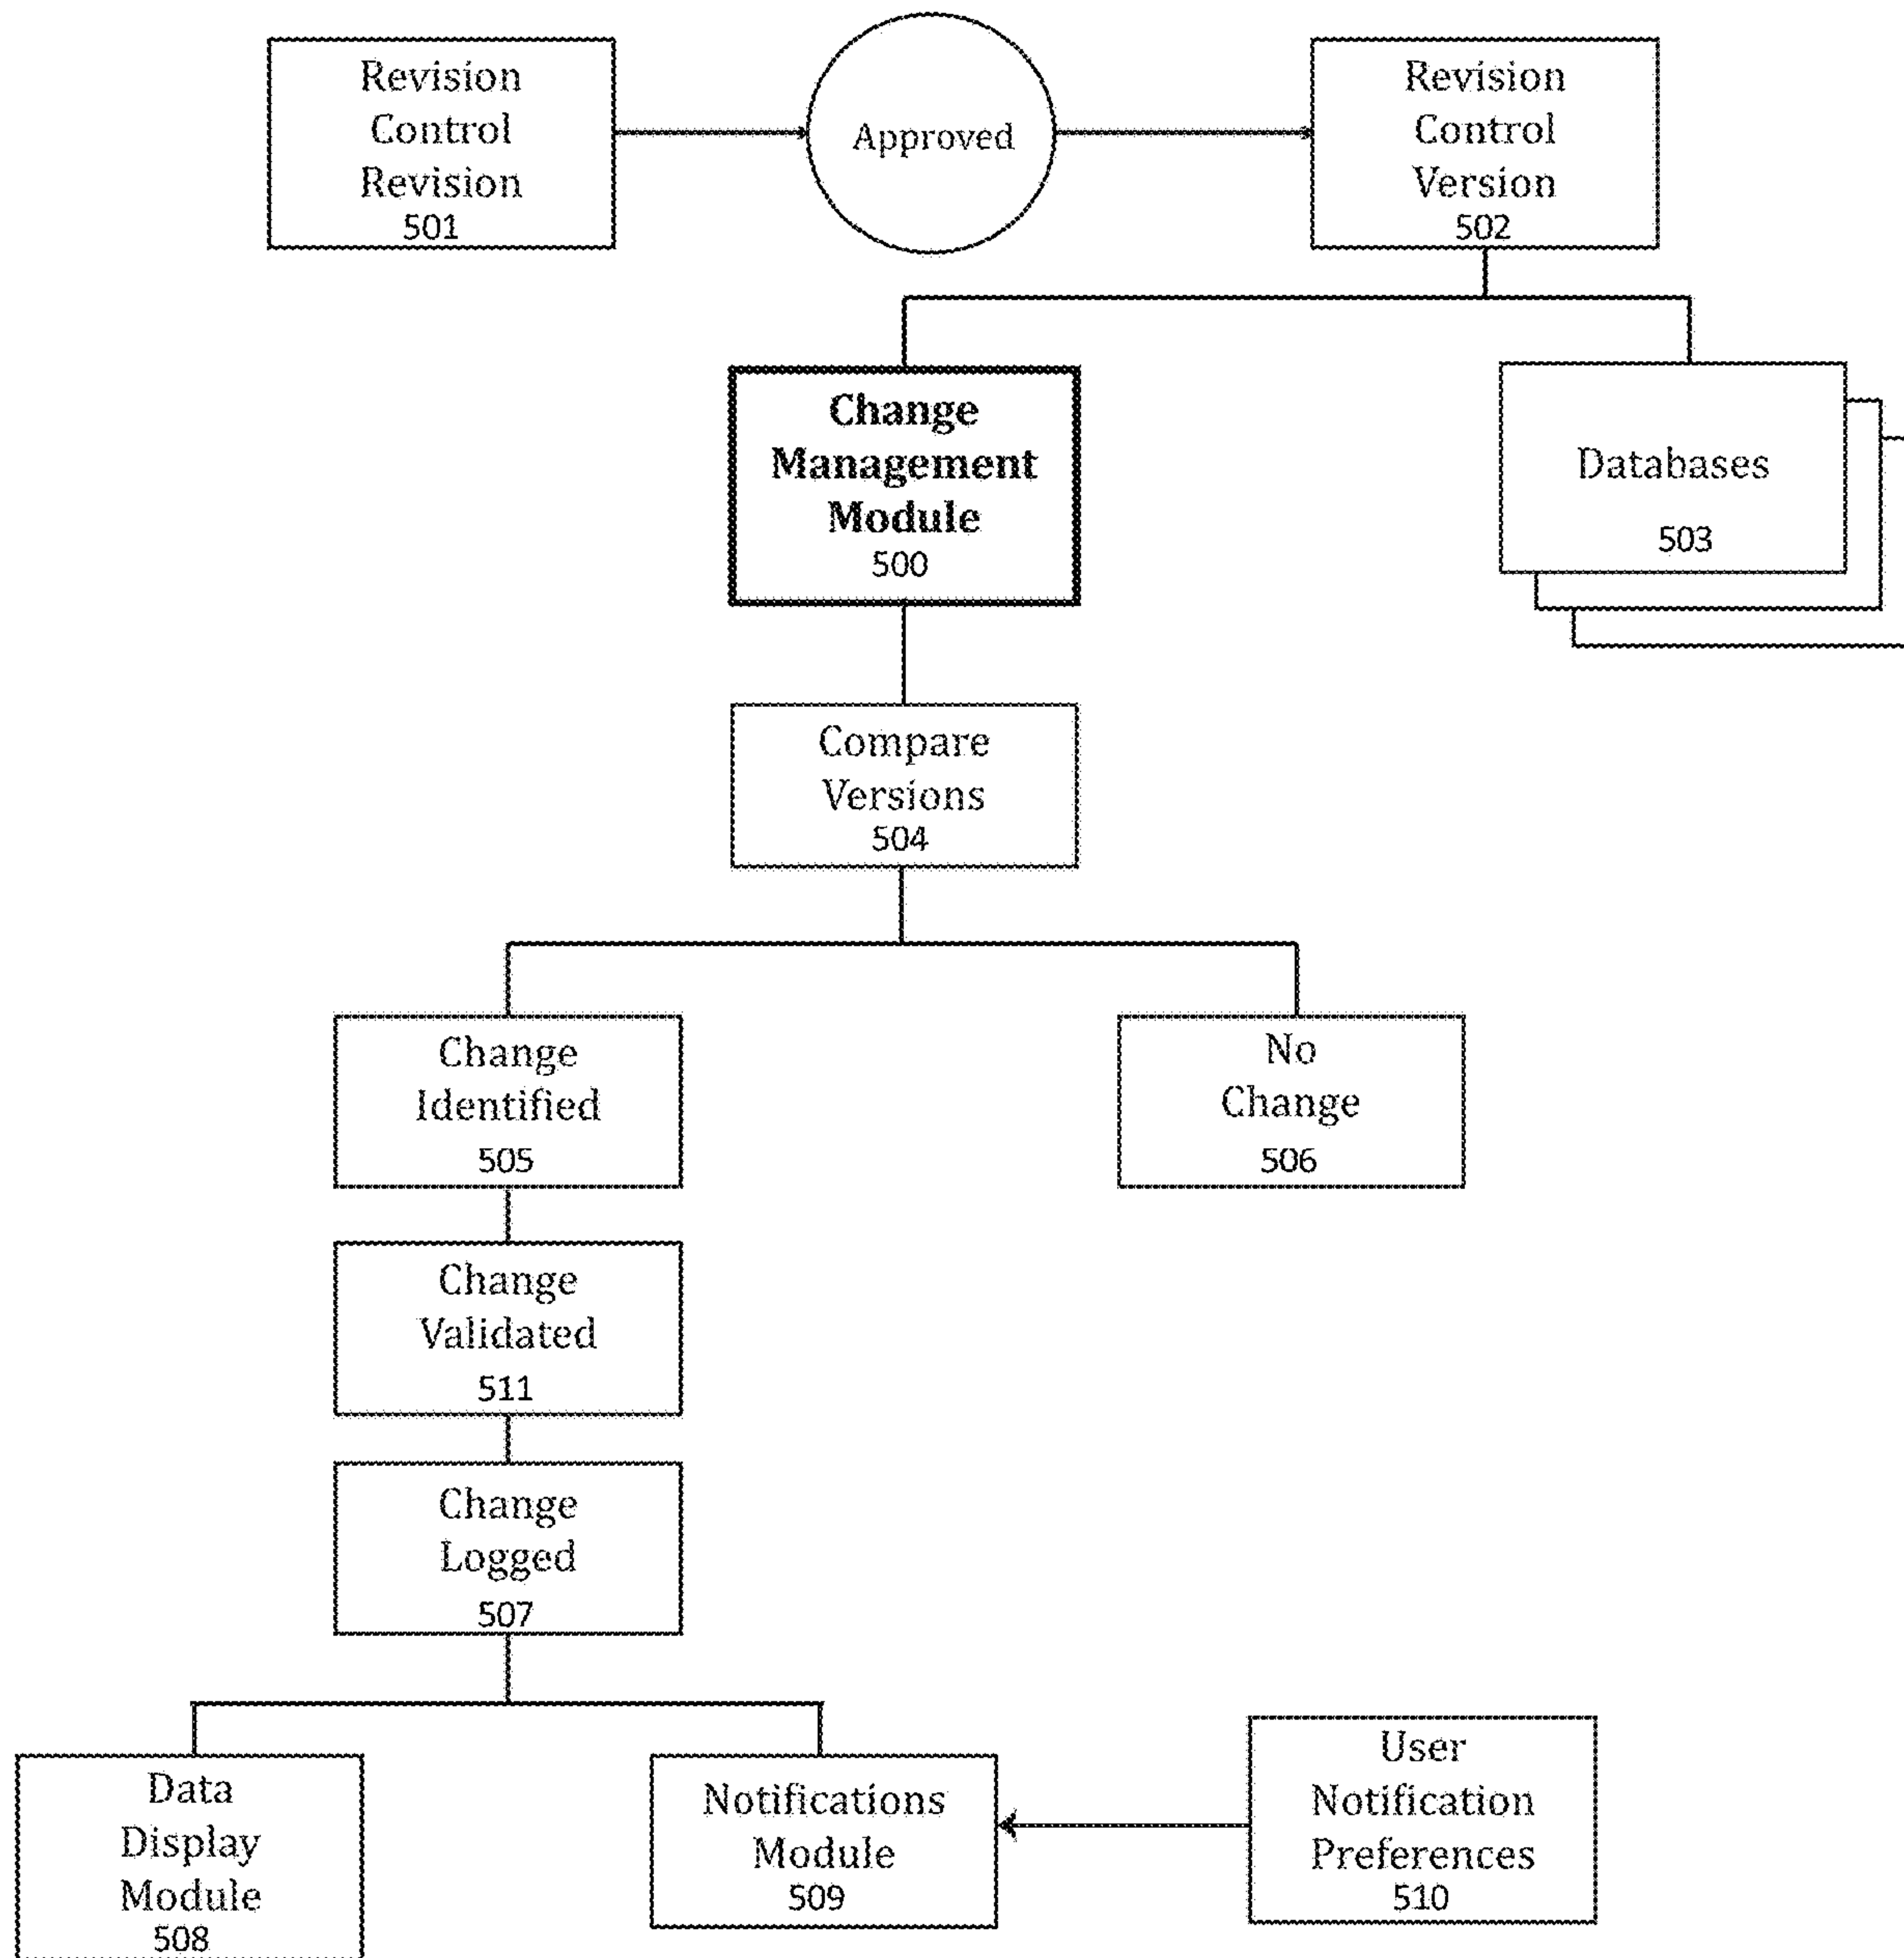 Revision
Control
Revision
501
Approved
Revision
Control
Version
502
Change
Management
Module
500
Databases
503
Compare
Versions
504
Change
Identified
505
No
Change
506
Change
Validated
511
Change
Logged
507
Data
Display
Module
508
Notifications
Module
509
User
Notification
Preferences
510